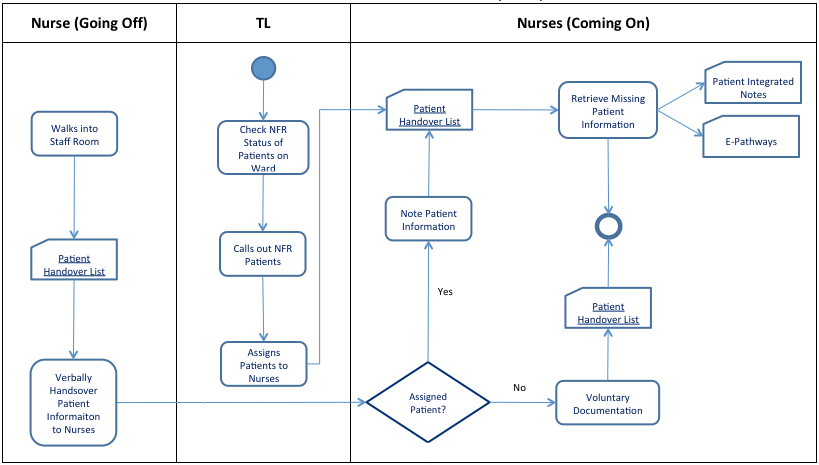 Nurse (Going Off)
TL
Nurses (Coming On)
Walks into
Staff Room
Patient
Handover List
Verbally
Handsover
Patient
Informaiton
to Nurses
Check NFR
Status of
Patients on
Ward
Calls out NFR
Patients
Assigns
Patients to
Nurses
Patient
Handover List
Note Patient
Information
Yes
Assigned
Patient?
No
Retrieve Missing
Patient
Information
Patient Integrated
Notes
E-Pathways
Patient
Handover List
Voluntary
Documentation